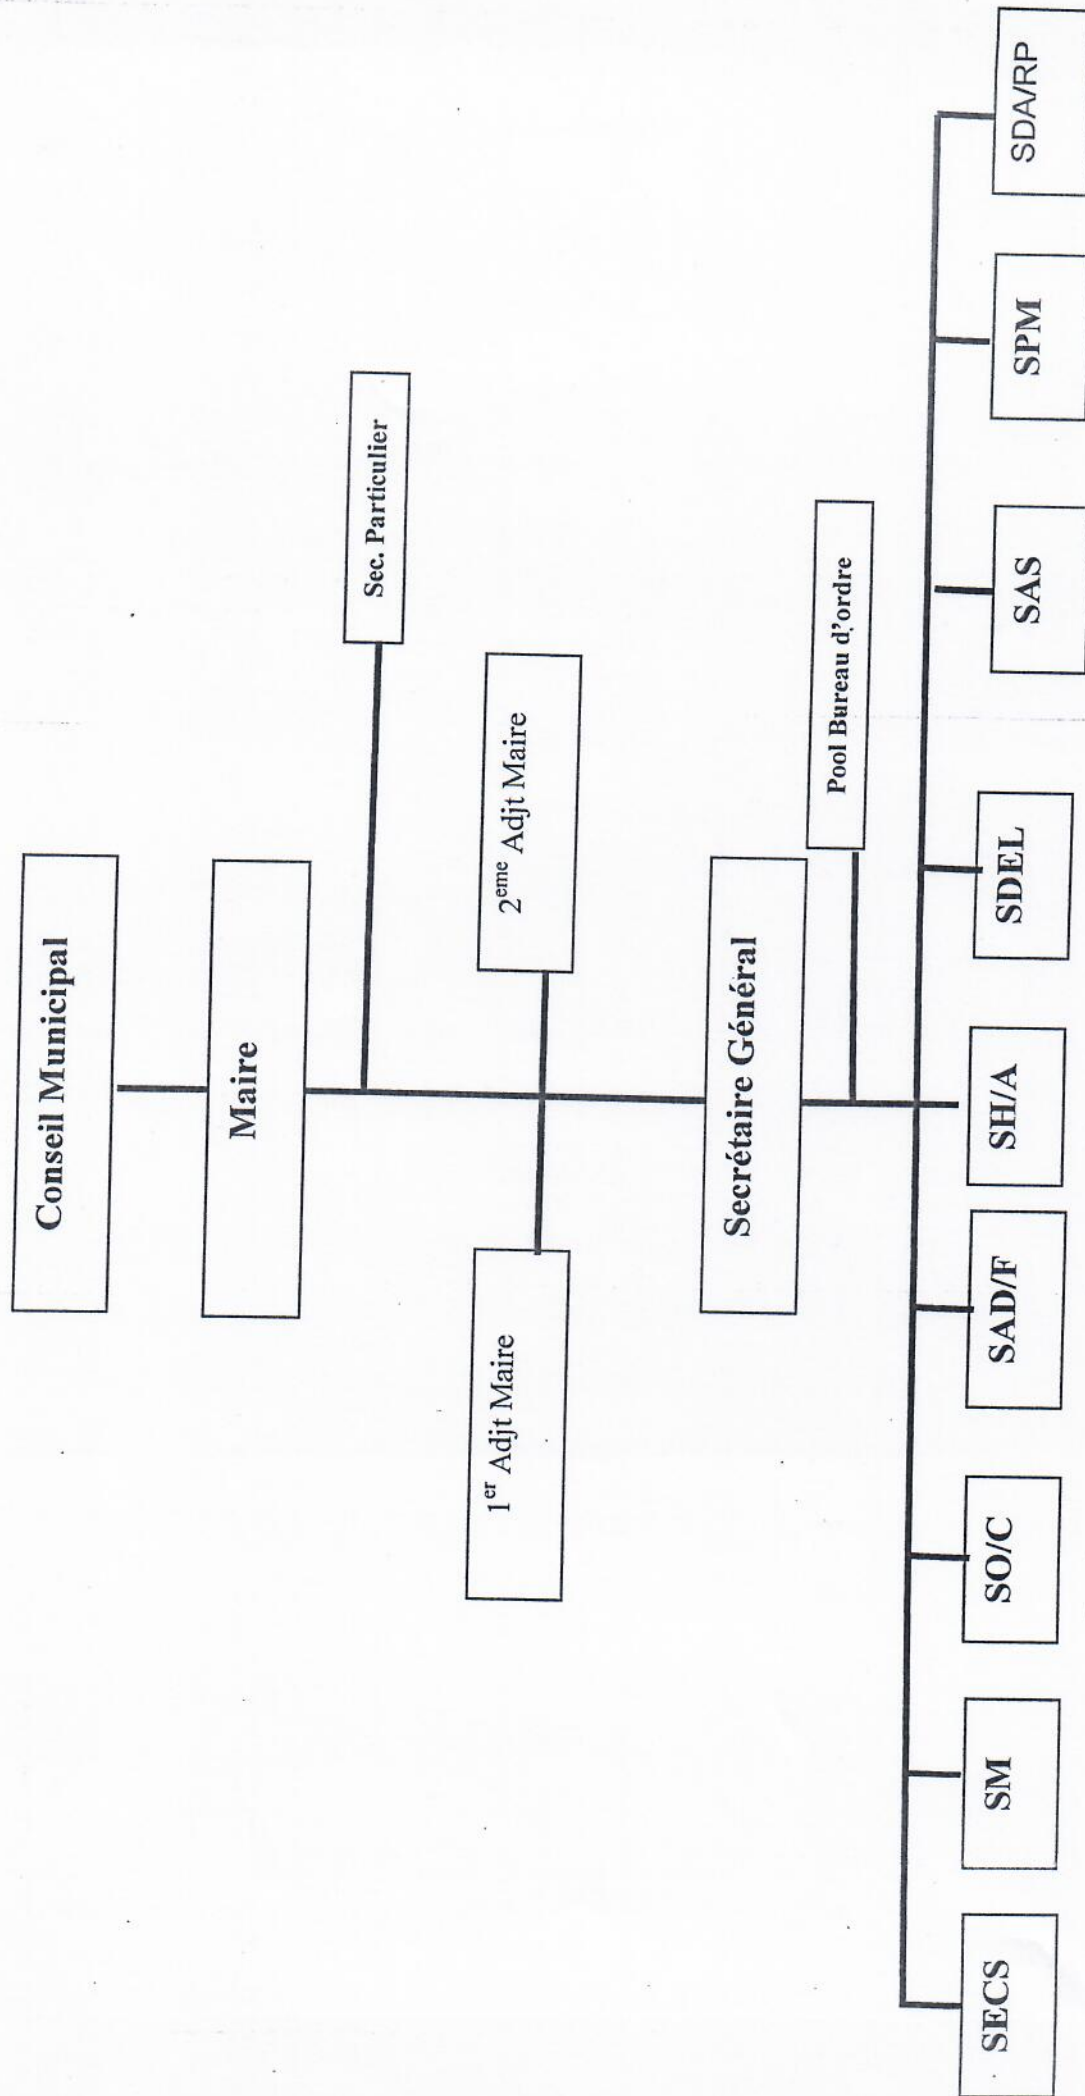 Conseil Municipal
Maire
Sec. Particulier
1er Adjt Maire
2eme Adjt Maire
Secrétaire Général
Pool Bureau d'ordre
SECS
SM
SO/C
SAD/F
SH/A
SDEL
SAS
SPM
SDA/RP